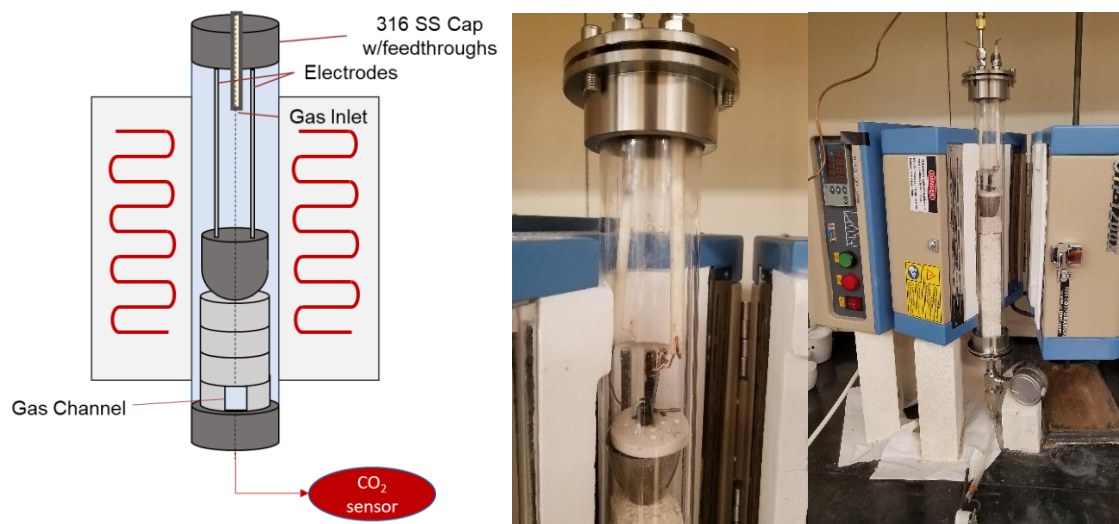 316 SS Cap
w/feedthroughs
Electrodes
Gas Inlet
Gas Channel
CO₂
sensor